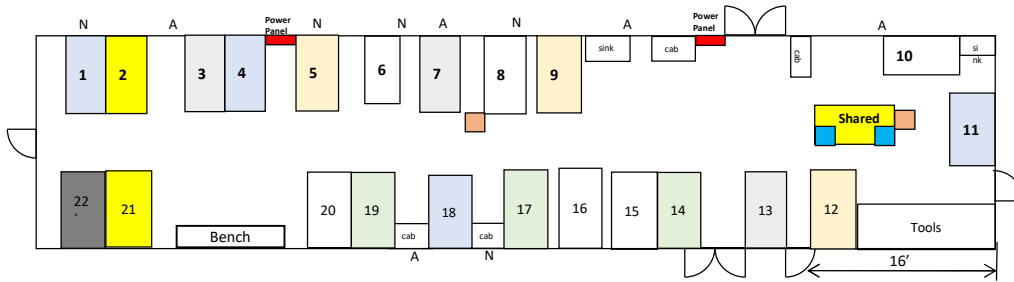 N A Power Panel N N A N A Power Panel A
sink cab cab si nk
1 2 3 4 5 6 7 8 9 10
Shared 11
22 ` 21 20 19 18 17 16 15 14 13 12
Bench cab cab Tools
A N
16’